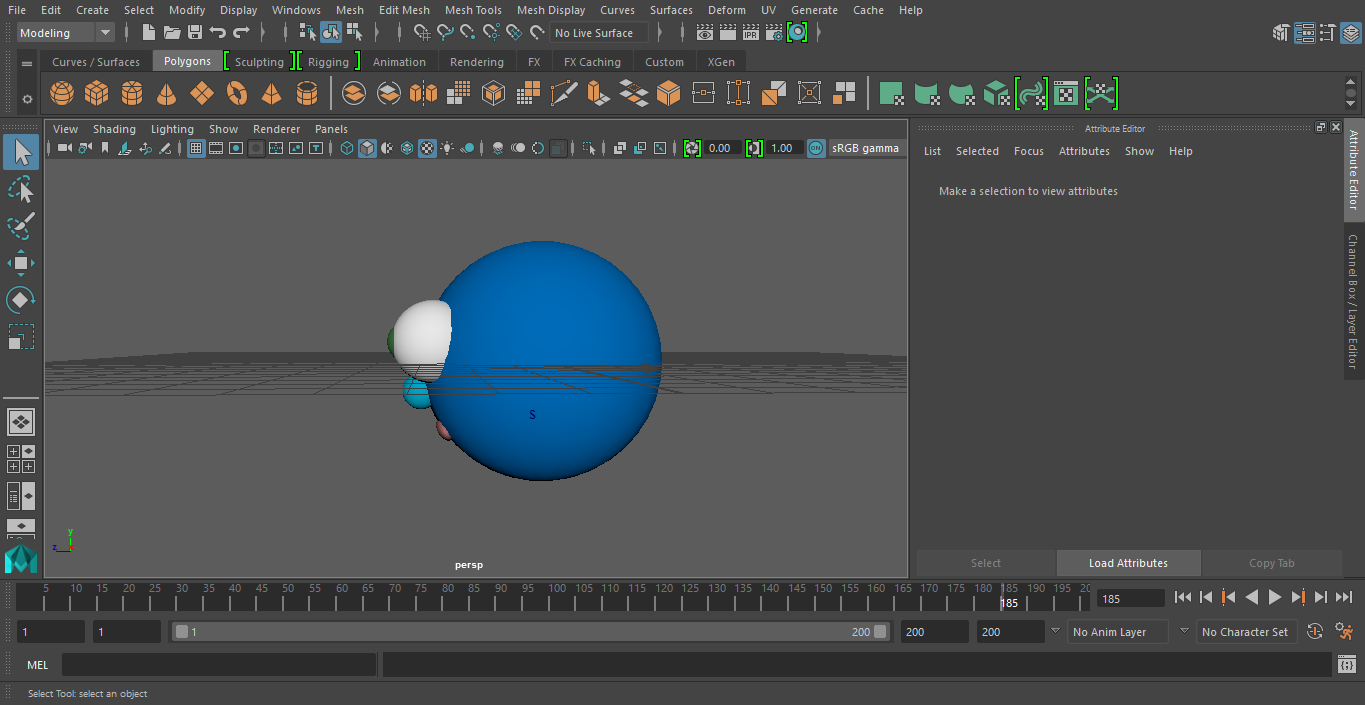 File Edit Create Select Modify Display Windows Mesh Edit Mesh Mesh Tools Mesh Display Curves Surfaces Deform UV Generate Cache Help
Modeling No Live Surface IPR
Curves / Surfaces Polygons Sculpting Rigging Animation Rendering FX FX Caching Custom XGen
View Shading Lighting Show Renderer Panels
0.00 1.00 ON sRGB gamma
S
y
z
persp
Attribute Editor
List Selected Focus Attributes Show Help
Make a selection to view attributes
Select Load Attributes Copy Tab
Attribute Editor
Channel Box / Layer Editor
5 10 15 20 25 30 35 40 45 50 55 60 65 70 75 80 85 90 95 100 105 110 115 120 125 130 135 140 145 150 155 160 165 170 175 180 185 190 195 20
185
185
1 1 1 200 200 200 No Anim Layer No Character Set
MEL
Select Tool: select an object